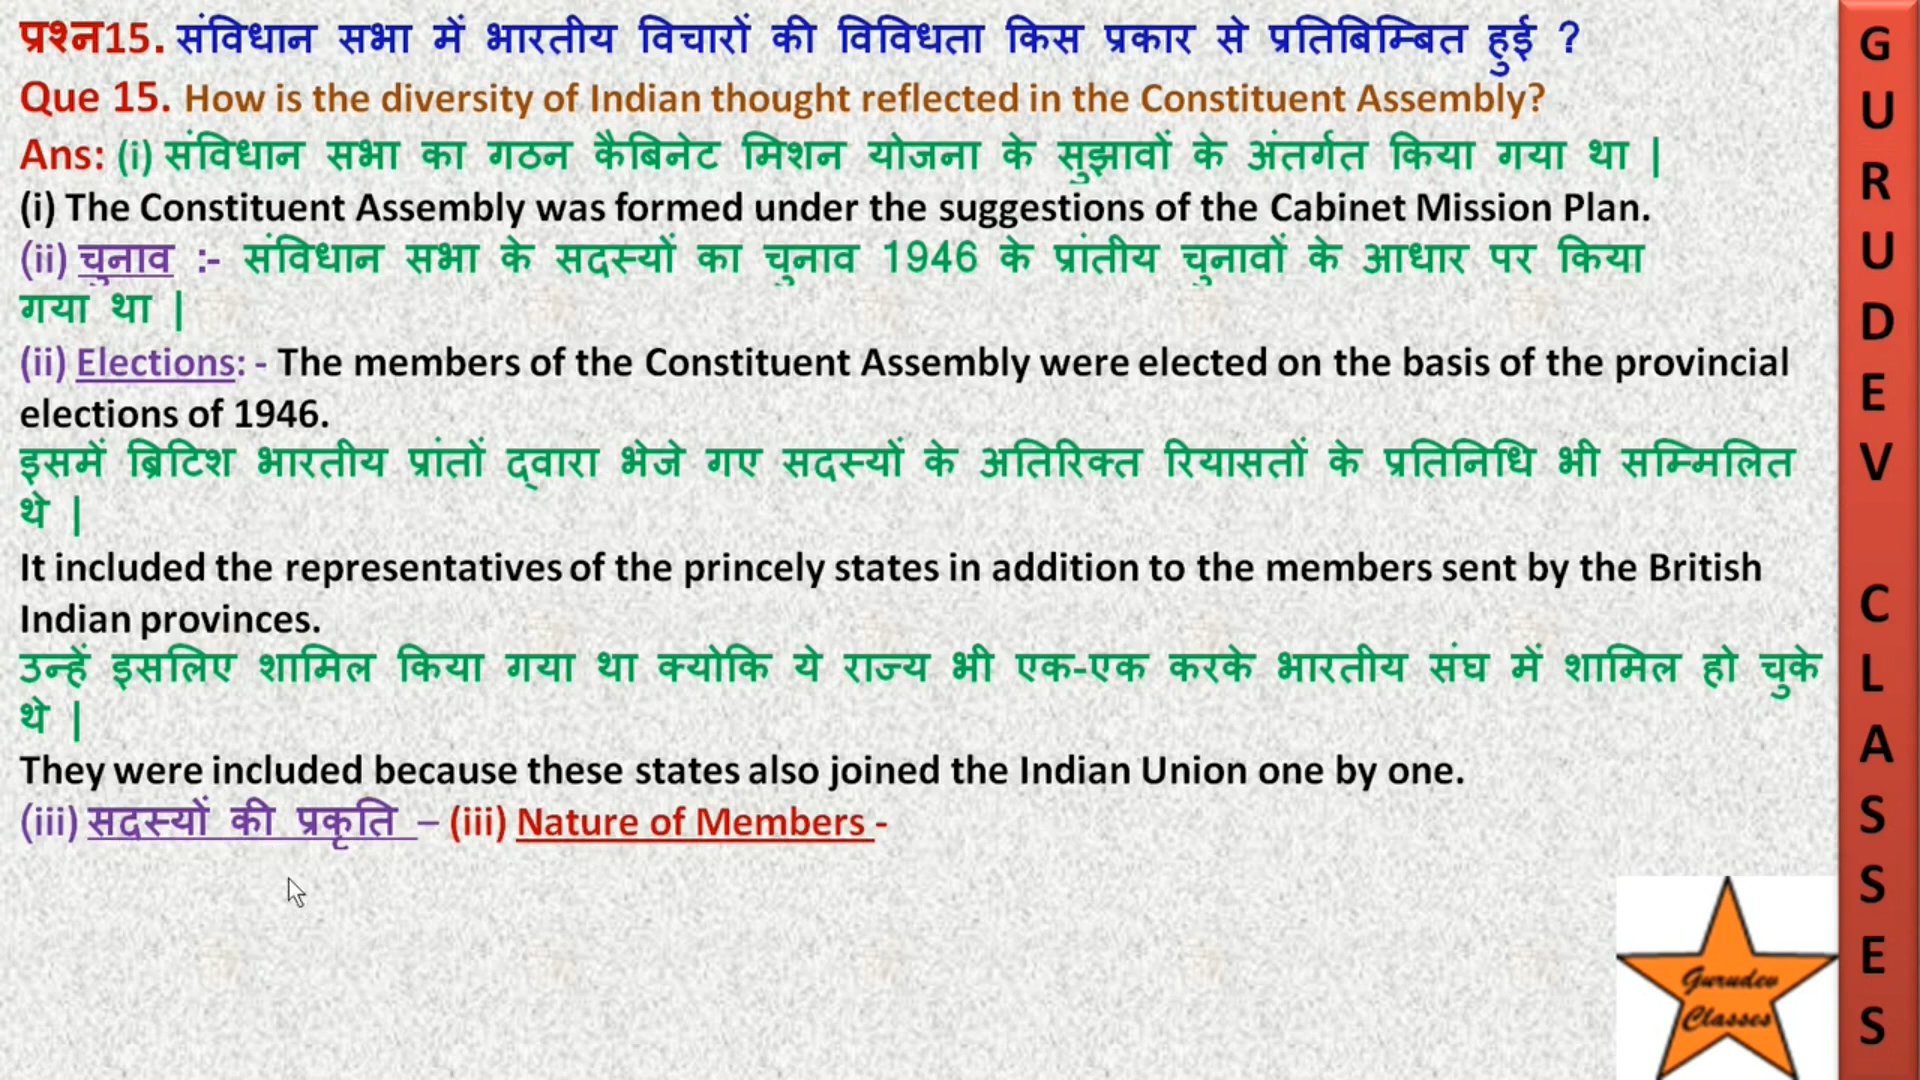 प्रश्न15. संविधान सभा में भारतीय विचारों की विविधता किस प्रकार से प्रतिबिम्बित हुई ?
Que 15. How is the diversity of Indian thought reflected in the Constituent Assembly?
Ans: (i) संविधान सभा का गठन कैबिनेट मिशन योजना के सुझावों के अंतर्गत किया गया था |
(i) The Constituent Assembly was formed under the suggestions of the Cabinet Mission Plan.
(ii) चुनाव :- संविधान सभा के सदस्यों का चुनाव 1946 के प्रांतीय चुनावों के आधार पर किया
गया था |
(ii) Elections: - The members of the Constituent Assembly were elected on the basis of the provincial
elections of 1946.
इसमें ब्रिटिश भारतीय प्रांतों द्वारा भेजे गए सदस्यों के अतिरिक्त रियासतों के प्रतिनिधि भी सम्मिलित
थे |
It included the representatives of the princely states in addition to the members sent by the British
Indian provinces.
उन्हें इसलिए शामिल किया गया था क्योकि ये राज्य भी एक-एक करके भारतीय संघ में शामिल हो चुके
थे |
They were included because these states also joined the Indian Union one by one.
(iii) सदस्यों की प्रकृति – (iii) Nature of Members -
GURUDEV CLASSES
Gurudev
Classes